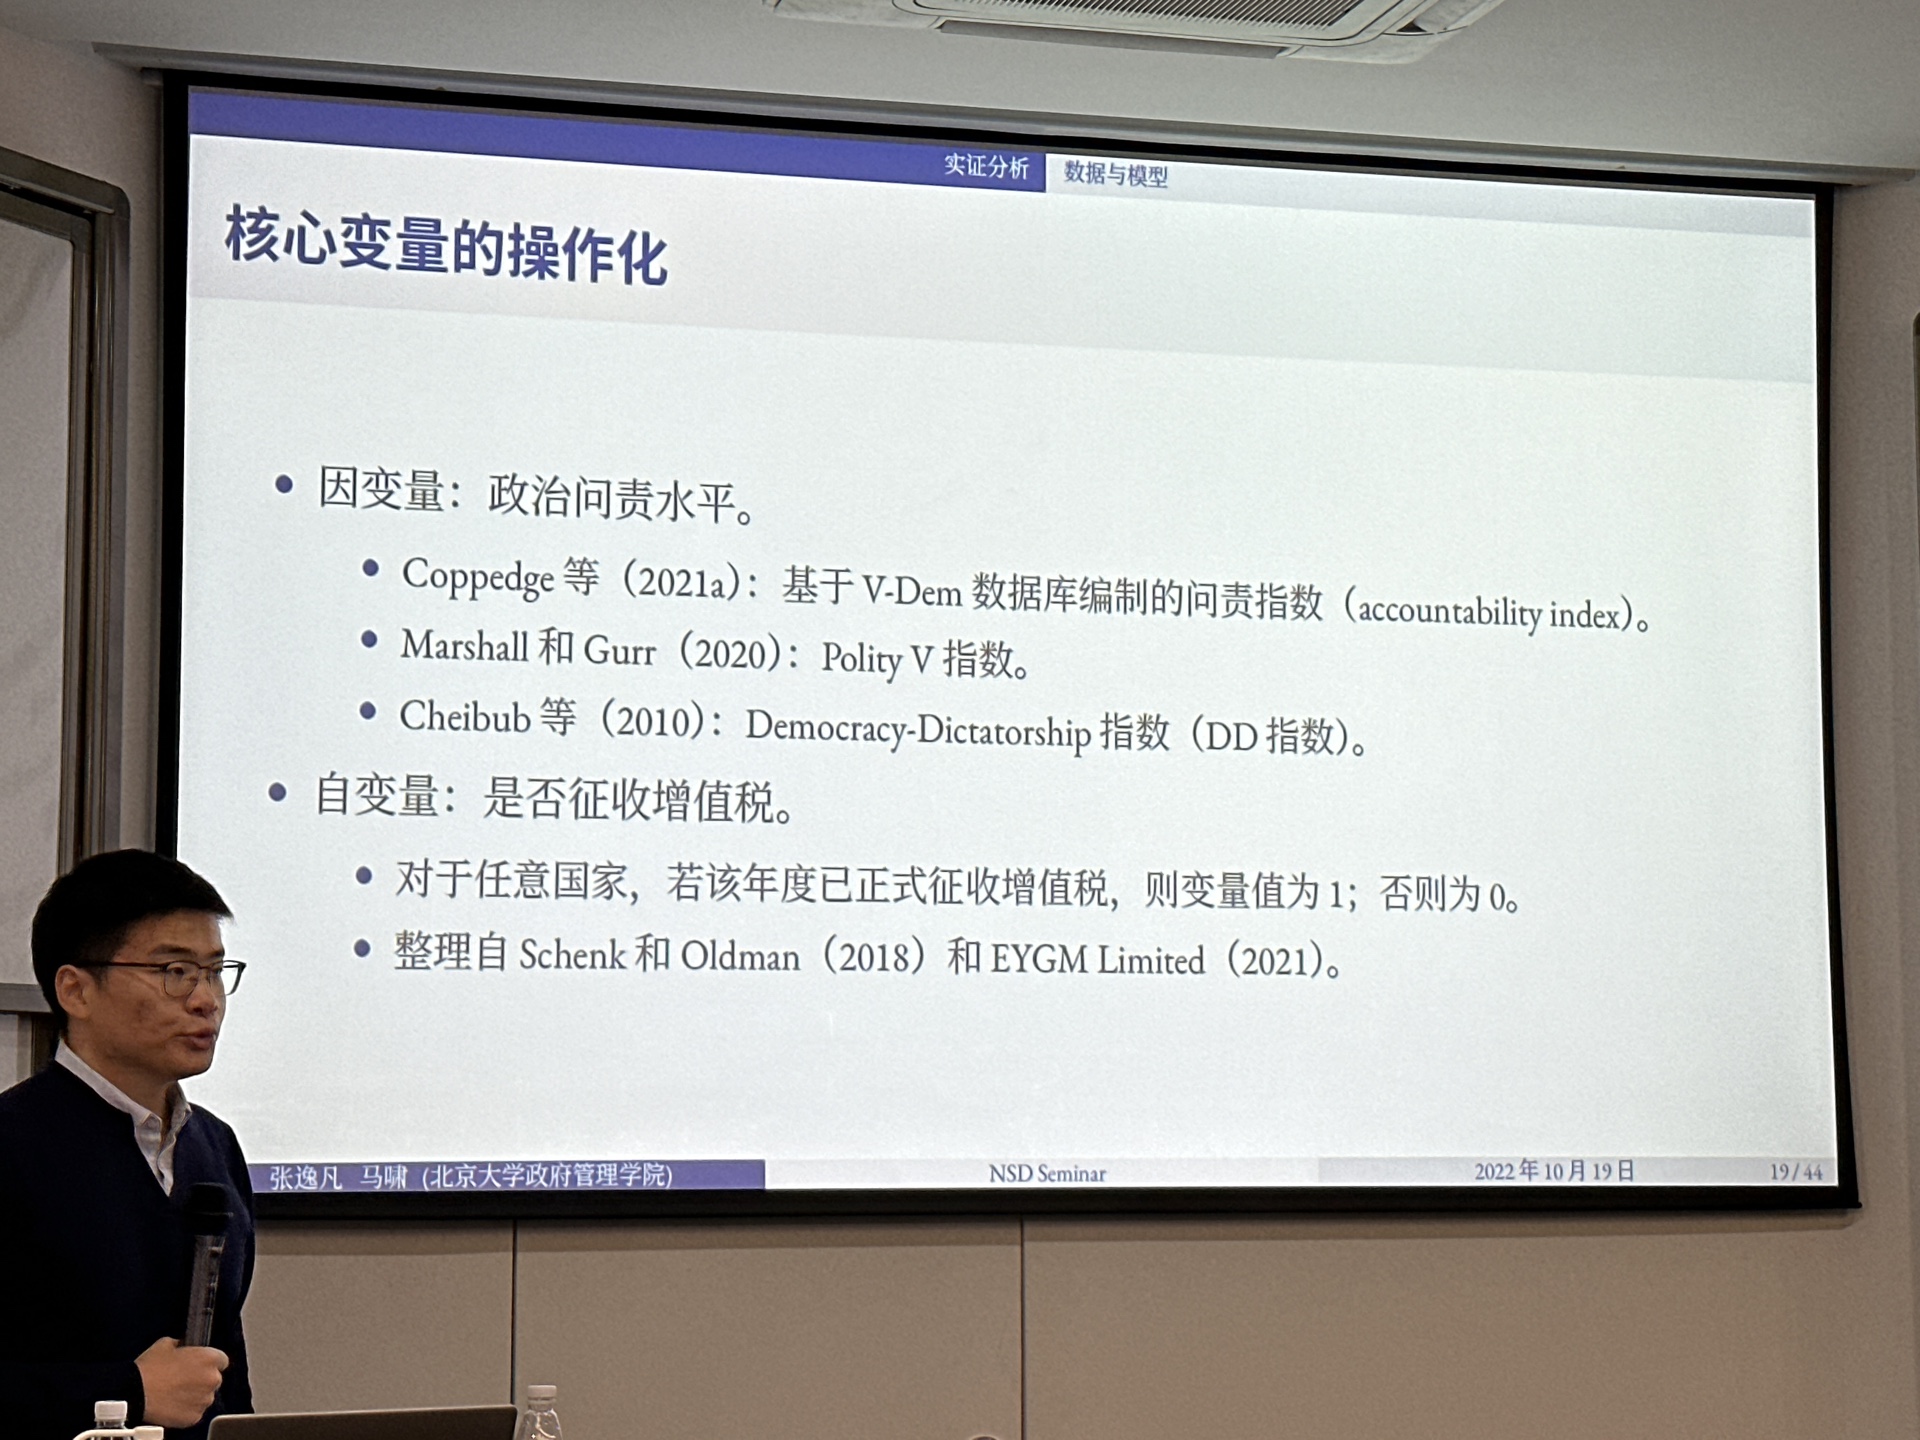 实证分析 数据与模型
核心变量的操作化
• 因变量：政治问责水平。
• Coppedge 等（2021a）：基于 V-Dem 数据库编制的问责指数（accountability index）。
• Marshall 和 Gurr（2020）：Polity V 指数。
• Cheibub 等（2010）：Democracy-Dictatorship 指数（DD 指数）。
• 自变量：是否征收增值税。
• 对于任意国家，若该年度已正式征收增值税，则变量值为 1；否则为 0。
• 整理自 Schenk 和 Oldman（2018）和 EYGM Limited（2021）。
张逸凡 马啸 (北京大学政府管理学院) NSD Seminar 2022 年 10 月 19 日 19 / 44